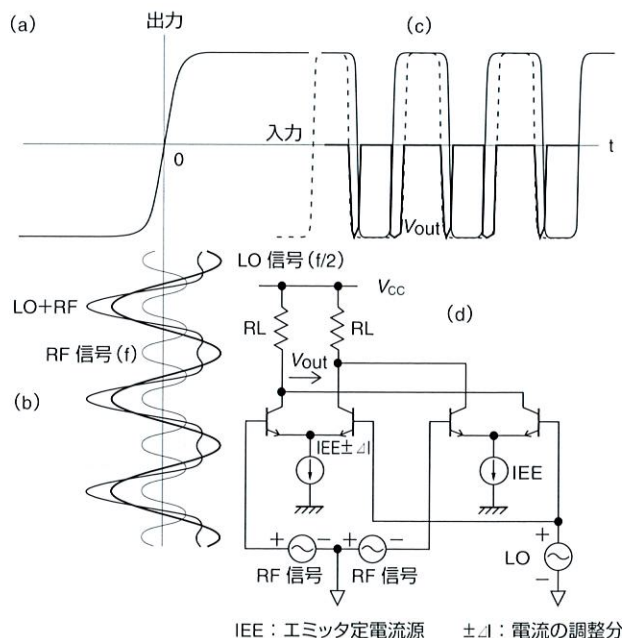 (a)
出力
(c)
入力
0
t
Vout
LO 信号 (f/2)
LO+RF
RF 信号 (f)
(b)
VCC
RL
RL
(d)
Vout
IEE±⊿I
IEE
+
−
+
−
RF 信号
RF 信号
+
LO
−
IEE：エミッタ定電流源
±⊿I：電流の調整分